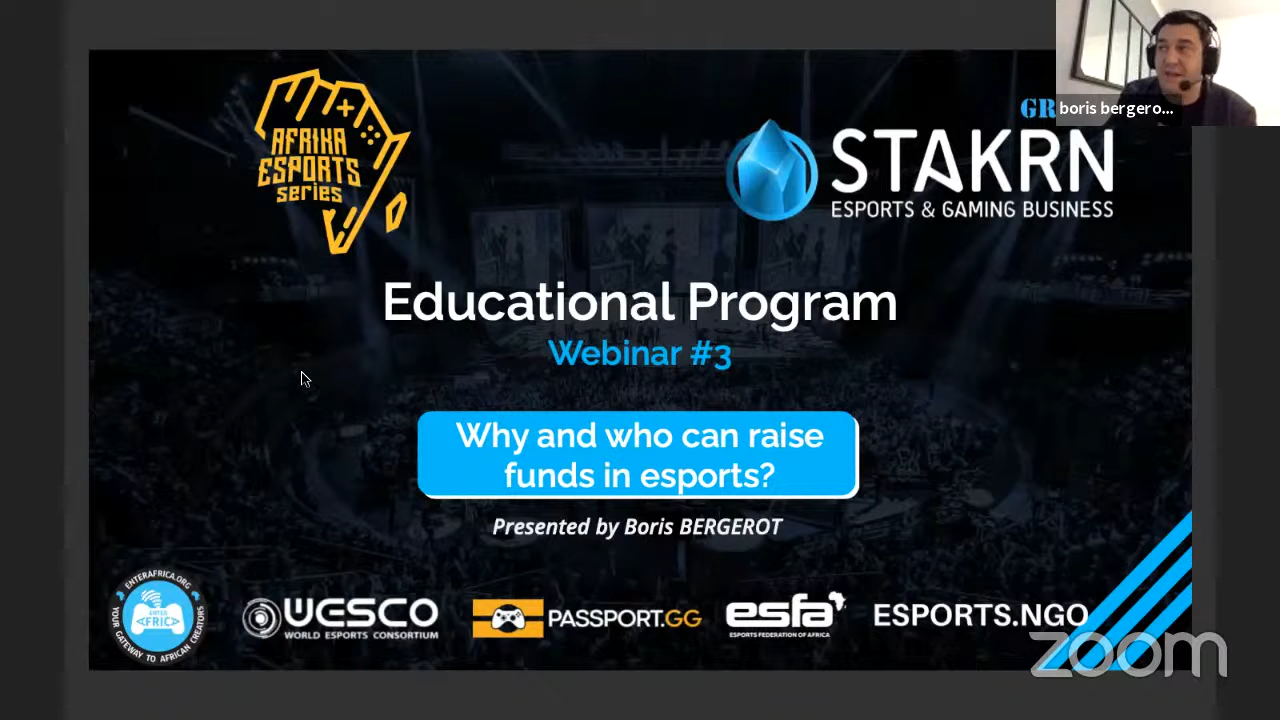 GR
boris bergero...
AFRIKA
ESPORTS
series
STAKRN
ESPORTS & GAMING BUSINESS
Educational Program
Webinar #3
Why and who can raise
funds in esports?
Presented by Boris BERGEROT
ENTERAFRICA.ORG
ENTER
AFRICA
YOUR GATEWAY TO AFRICAN CREATORS
WESCO
WORLD ESPORTS CONSORTIUM
PASSPORT.GG
esfa
ESPORTS FEDERATION OF AFRICA
ESPORTS.NGO
zoom